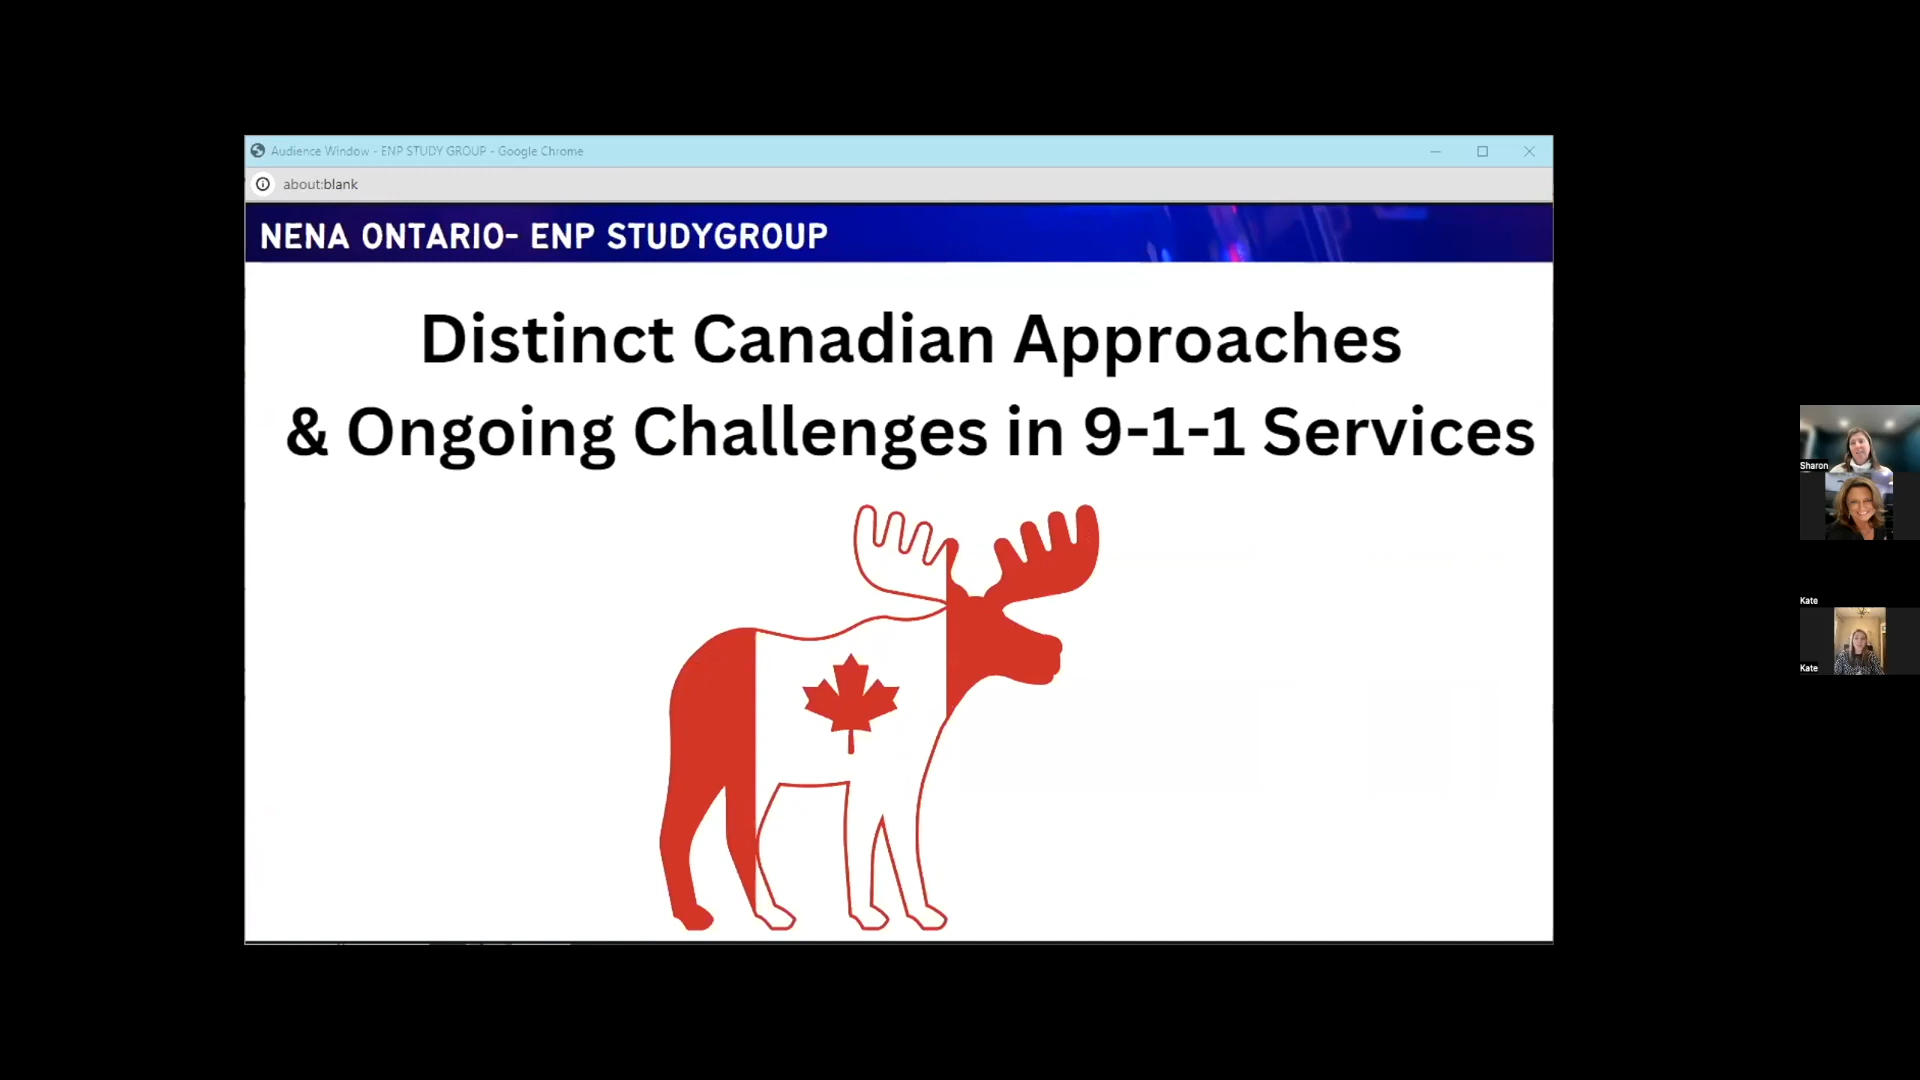 Audience Window - ENP STUDY GROUP - Google Chrome
about:blank
NENA ONTARIO- ENP STUDYGROUP
Distinct Canadian Approaches
& Ongoing Challenges in 9-1-1 Services
Sharon
Kate
Kate